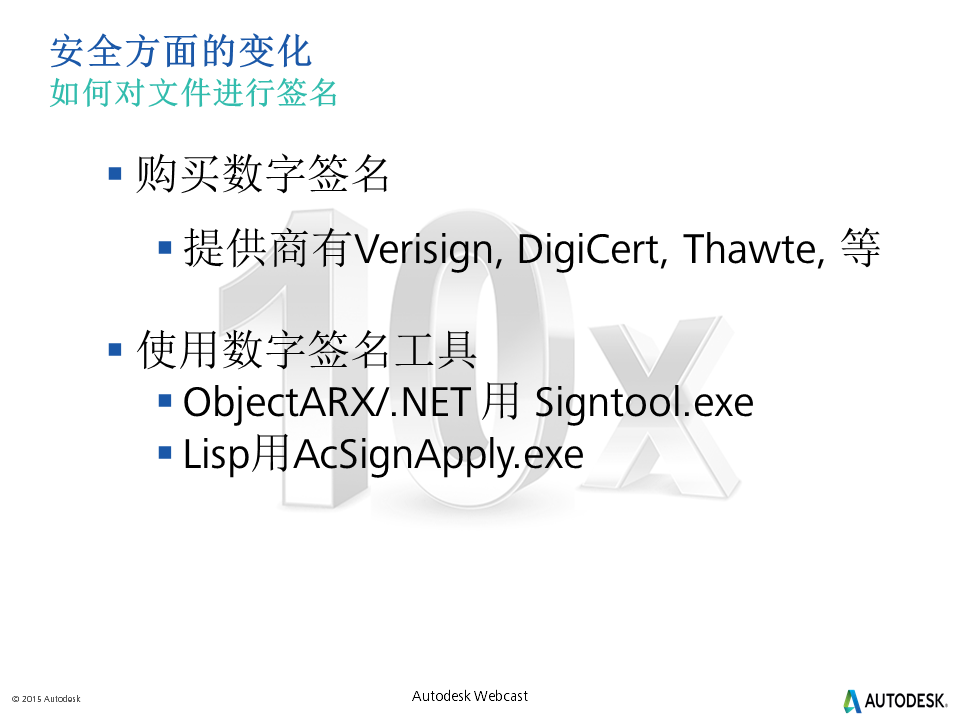 安全方面的变化
如何对文件进行签名
购买数字签名
提供商有Verisign, DigiCert, Thawte, 等
使用数字签名工具
ObjectARX/.NET 用 Signtool.exe
Lisp用AcSignApply.exe
10x
© 2015 Autodesk
Autodesk Webcast
AUTODESK.